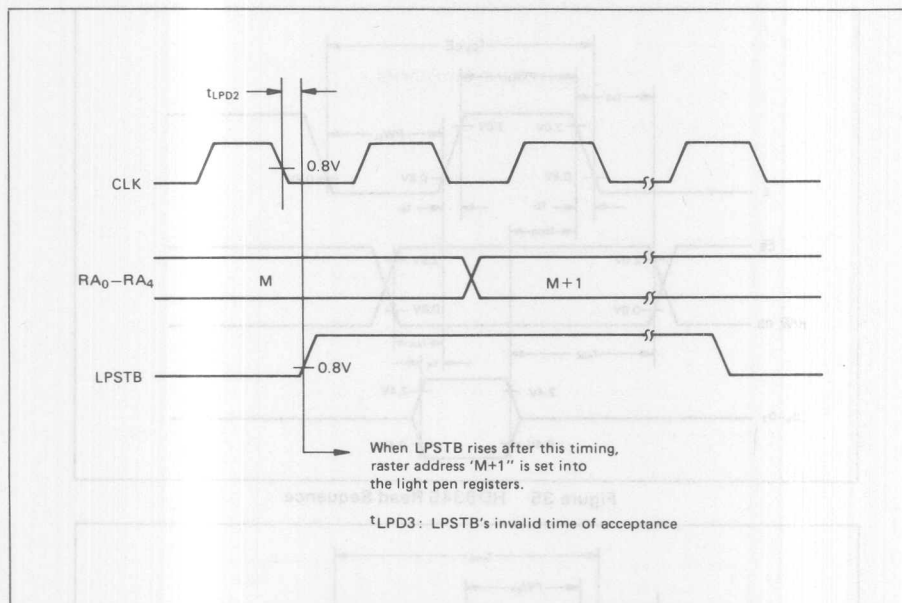 tLPD2
0.8V
CLK
RA0–RA4
M
M+1
0.8V
LPSTB
When LPSTB rises after this timing,
raster address ‘M+1’’ is set into
the light pen registers.
tLPD3: LPSTB's invalid time of acceptance